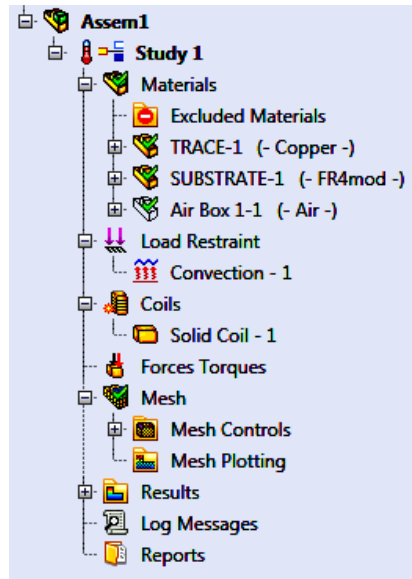 Assem1
Study 1
Materials
Excluded Materials
TRACE-1 (- Copper -)
SUBSTRATE-1 (- FR4mod -)
Air Box 1-1 (- Air -)
Load Restraint
Convection - 1
Coils
Solid Coil - 1
Forces Torques
Mesh
Mesh Controls
Mesh Plotting
Results
Log Messages
Reports